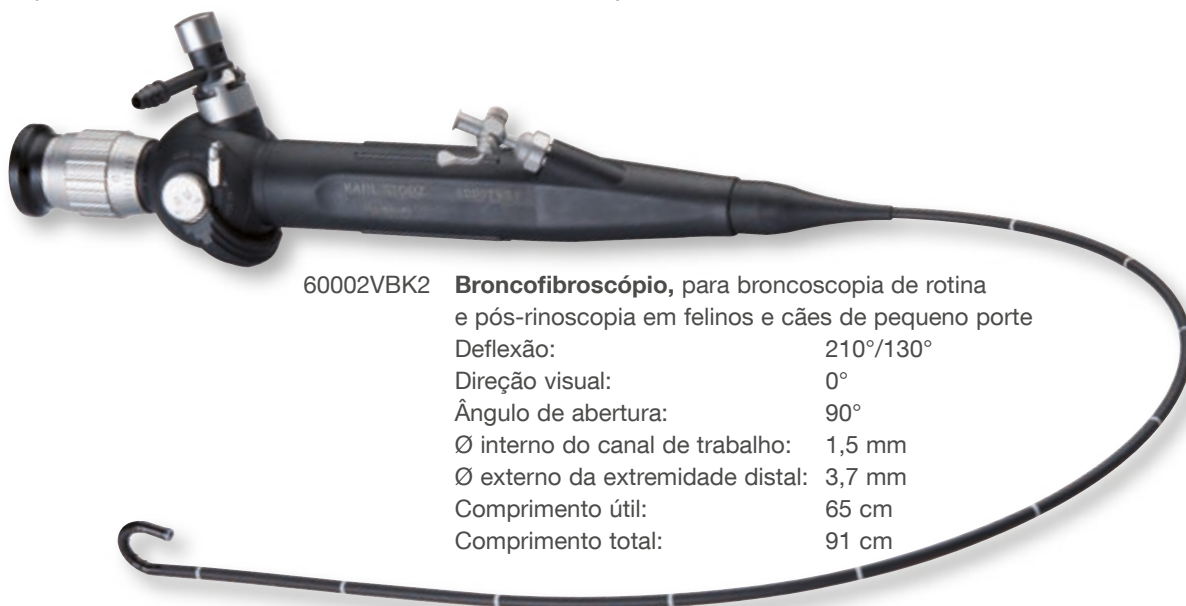 60002VBK2 Broncofibroscópio, para broncoscopia de rotina
e pós-rinoscopia em felinos e cães de pequeno porte
Deflexão: 210°/130°
Direção visual: 0°
Ângulo de abertura: 90°
Ø interno do canal de trabalho: 1,5 mm
Ø externo da extremidade distal: 3,7 mm
Comprimento útil: 65 cm
Comprimento total: 91 cm
KARL STORZ